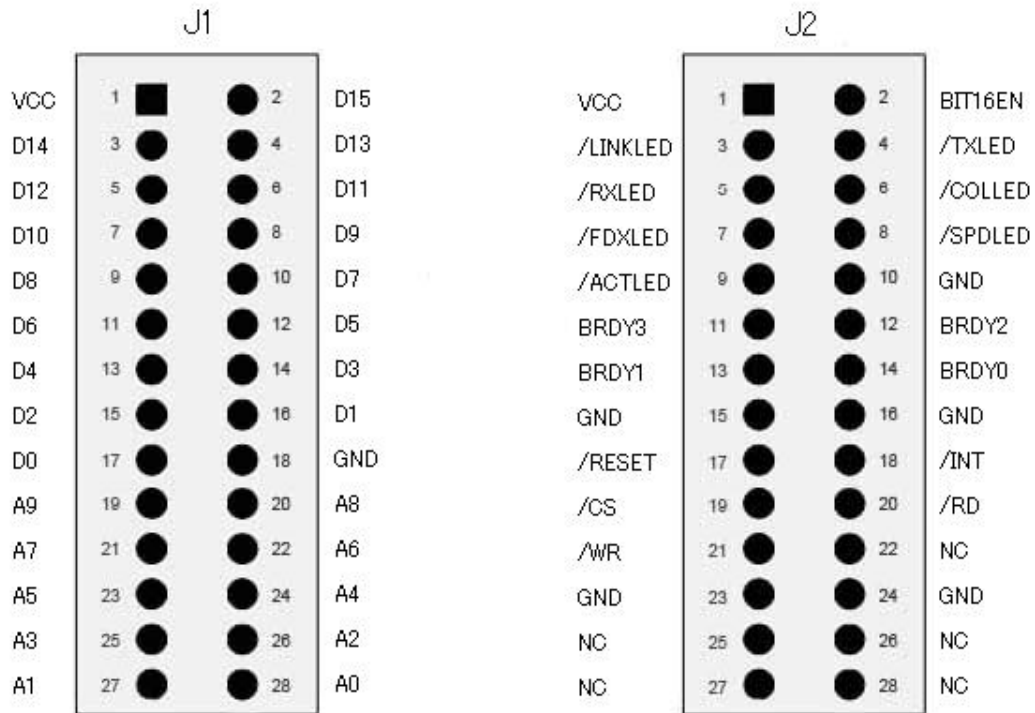 J1 J2
VCC 1 2 D15 VCC 1 2 BIT16EN
D14 3 4 D13 /LINKLED 3 4 /TXLED
D12 5 6 D11 /RXLED 5 6 /COLLED
D10 7 8 D9 /FDXLED 7 8 /SPDLED
D8 9 10 D7 /ACTLED 9 10 GND
D6 11 12 D5 BRDY3 11 12 BRDY2
D4 13 14 D3 BRDY1 13 14 BRDY0
D2 15 16 D1 GND 15 16 GND
D0 17 18 GND /RESET 17 18 /INT
A9 19 20 A8 /CS 19 20 /RD
A7 21 22 A6 /WR 21 22 NC
A5 23 24 A4 GND 23 24 GND
A3 25 26 A2 NC 25 26 NC
A1 27 28 A0 NC 27 28 NC